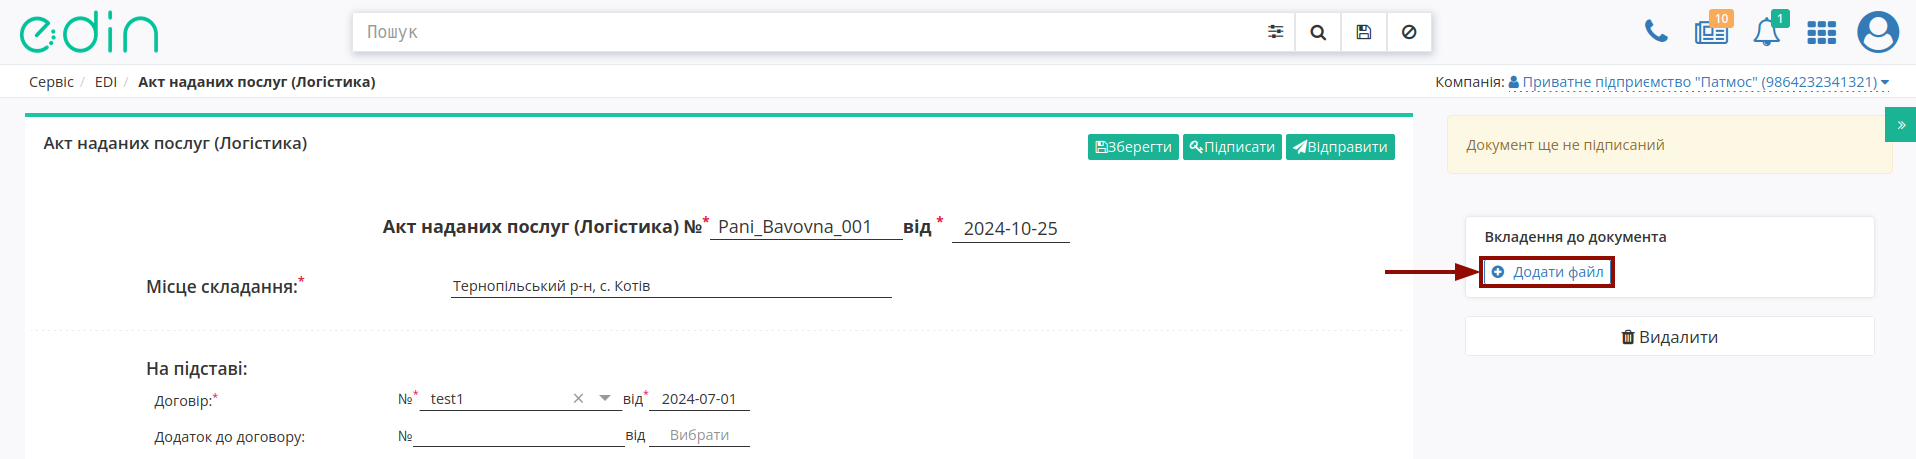 edin
Пошук
10
1
Сервіс / EDI / Акт наданих послуг (Логістика)
Компанія: Приватне підприємство "Патмос" (9864232341321)
Акт наданих послуг (Логістика)
Зберегти Підписати Відправити
»
Документ ще не підписаний
Акт наданих послуг (Логістика) №* Pani_Bavovna_001 від * 2024-10-25
Місце складання:* Тернопільський р-н, с. Котів
Вкладення до документа
Додати файл
Видалити
На підставі:
Договір:* №* test1 × від* 2024-07-01
Додаток до договору: № від Вибрати